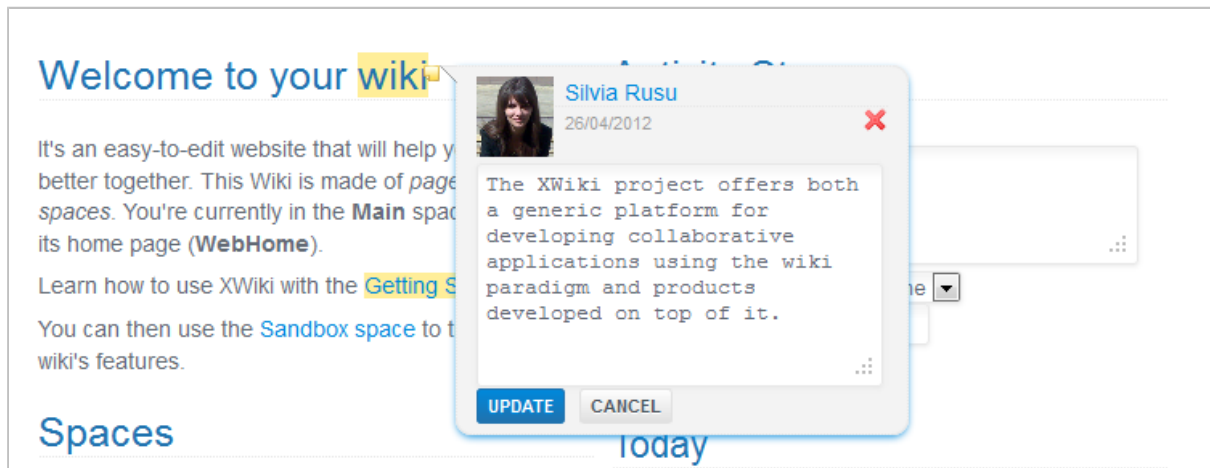 Welcome to your wiki
It's an easy-to-edit website that will help y
better together. This Wiki is made of page
spaces. You're currently in the Main spac
its home page (WebHome).
Learn how to use XWiki with the Getting S
You can then use the Sandbox space to t
wiki's features.
Spaces
Silvia Rusu
26/04/2012
The XWiki project offers both
a generic platform for
developing collaborative
applications using the wiki
paradigm and products
developed on top of it.
UPDATE CANCEL
Today